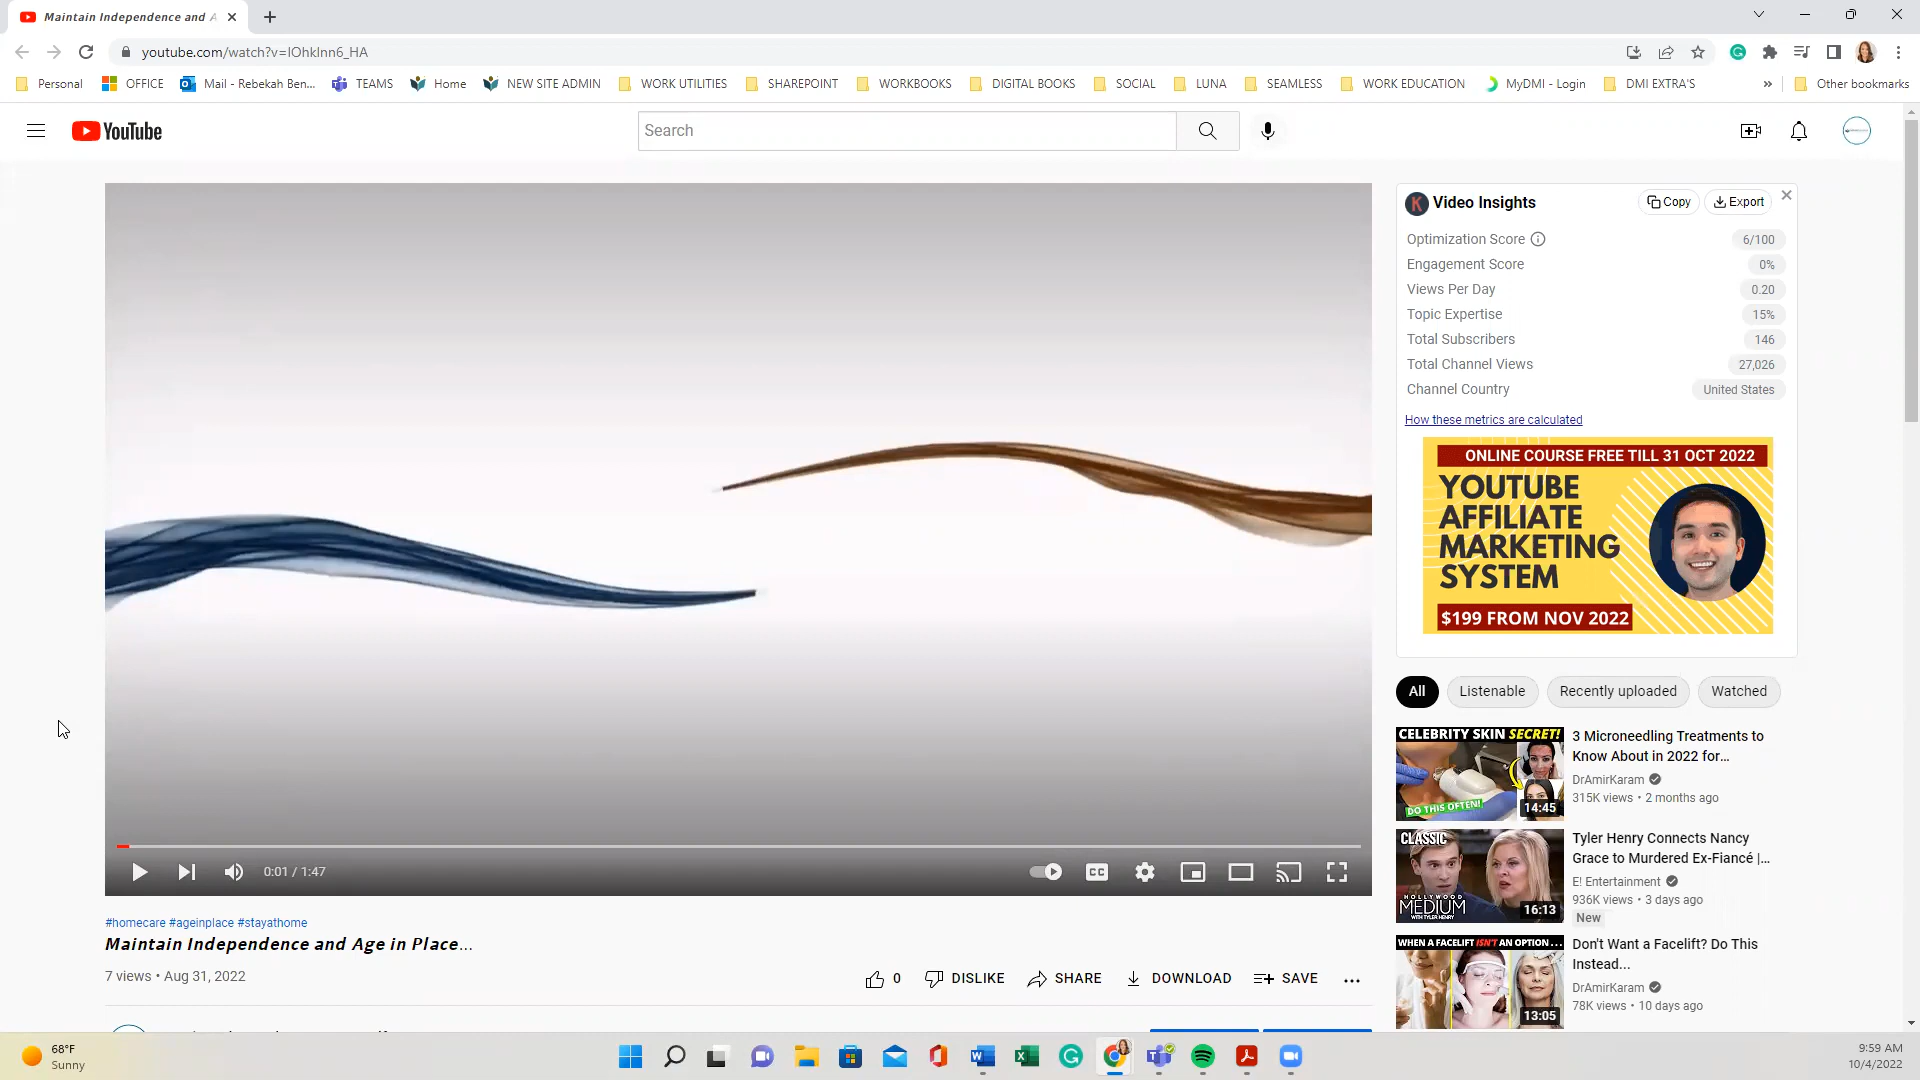 Maintain Independence and A
youtube.com/watch?v=IOhkInn6_HA
Personal
OFFICE
Mail - Rebekah Ben...
TEAMS
Home
NEW SITE ADMIN
WORK UTILITIES
SHAREPOINT
WORKBOOKS
DIGITAL BOOKS
SOCIAL
LUNA
SEAMLESS
WORK EDUCATION
MyDMI - Login
DMI EXTRA'S
»
Other bookmarks
YouTube
Search
K Video Insights
Copy
Export
Optimization Score 6/100
Engagement Score 0%
Views Per Day 0.20
Topic Expertise 15%
Total Subscribers 146
Total Channel Views 27,026
Channel Country United States
How these metrics are calculated
ONLINE COURSE FREE TILL 31 OCT 2022
YOUTUBE
AFFILIATE
MARKETING
SYSTEM
$199 FROM NOV 2022
All
Listenable
Recently uploaded
Watched
CELEBRITY SKIN SECRET!
DO THIS OFTEN!
14:45
3 Microneedling Treatments to
Know About in 2022 for...
DrAmirKaram
315K views • 2 months ago
CLASSIC
HOLLYWOOD
MEDIUM
WITH TYLER HENRY
16:13
Tyler Henry Connects Nancy
Grace to Murdered Ex-Fiancé |...
E! Entertainment
936K views • 3 days ago
New
WHEN A FACELIFT ISN'T AN OPTION...
13:05
Don't Want a Facelift? Do This
Instead...
DrAmirKaram
78K views • 10 days ago
0:01 / 1:47
CC
#homecare #ageinplace #stayathome
Maintain Independence and Age in Place...
7 views • Aug 31, 2022
0
DISLIKE
SHARE
DOWNLOAD
SAVE
68°F
Sunny
9:59 AM
10/4/2022